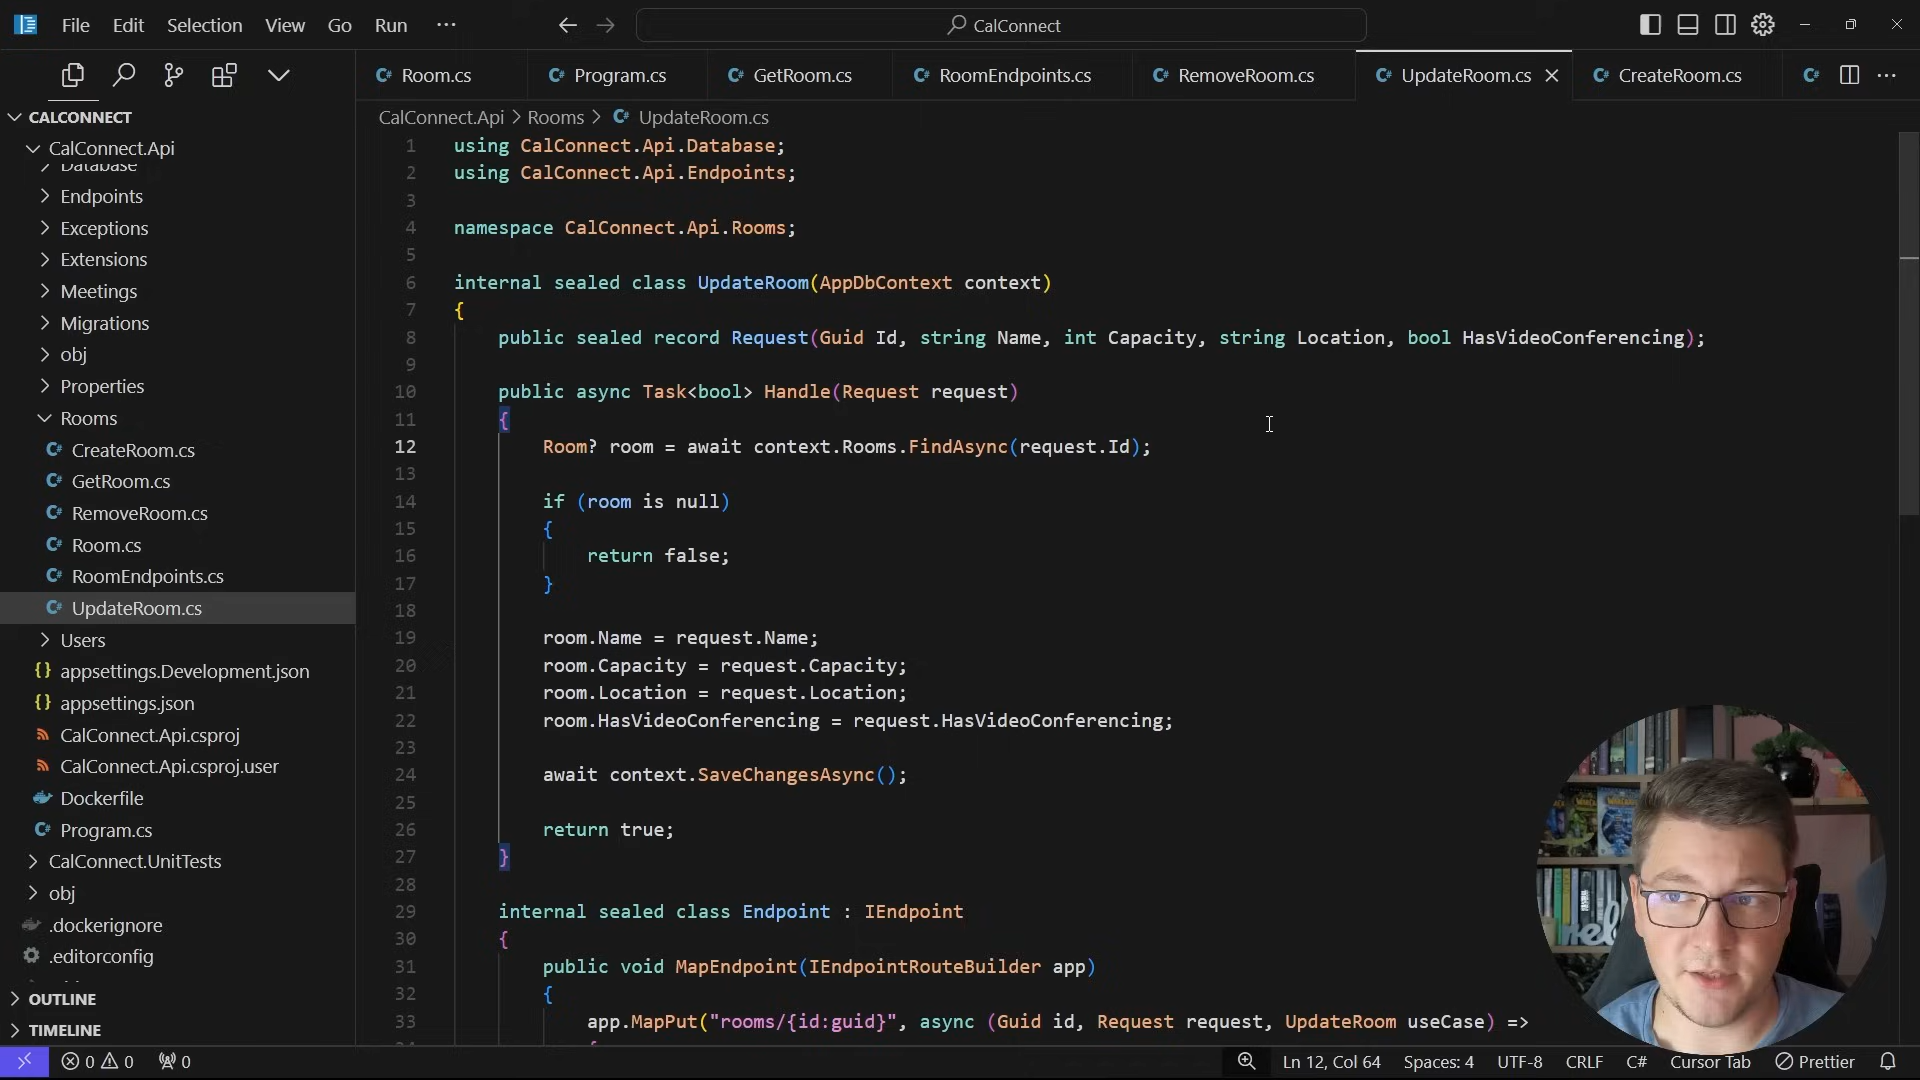 File Edit Selection View Go Run ··· CalConnect
Room.cs Program.cs GetRoom.cs RoomEndpoints.cs RemoveRoom.cs UpdateRoom.cs CreateRoom.cs
CalConnect.Api > Rooms > UpdateRoom.cs
CALCONNECT
CalConnect.Api
Database
Endpoints
Exceptions
Extensions
Meetings
Migrations
obj
Properties
Rooms
CreateRoom.cs
GetRoom.cs
RemoveRoom.cs
Room.cs
RoomEndpoints.cs
UpdateRoom.cs
Users
appsettings.Development.json
appsettings.json
CalConnect.Api.csproj
CalConnect.Api.csproj.user
Dockerfile
Program.cs
CalConnect.UnitTests
obj
.dockerignore
.editorconfig
OUTLINE
TIMELINE
1 using CalConnect.Api.Database;
2 using CalConnect.Api.Endpoints;
3
4 namespace CalConnect.Api.Rooms;
5
6 internal sealed class UpdateRoom(AppDbContext context)
7 {
8 public sealed record Request(Guid Id, string Name, int Capacity, string Location, bool HasVideoConferencing);
9
10 public async Task<bool> Handle(Request request)
11 {
12 Room? room = await context.Rooms.FindAsync(request.Id);
13
14 if (room is null)
15 {
16 return false;
17 }
18
19 room.Name = request.Name;
20 room.Capacity = request.Capacity;
21 room.Location = request.Location;
22 room.HasVideoConferencing = request.HasVideoConferencing;
23
24 await context.SaveChangesAsync();
25
26 return true;
27 }
28
29 internal sealed class Endpoint : IEndpoint
30 {
31 public void MapEndpoint(IEndpointRouteBuilder app)
32 {
33 app.MapPut("rooms/{id:guid}", async (Guid id, Request request, UpdateRoom useCase) =>
0 0 0 Ln 12, Col 64 Spaces: 4 UTF-8 CRLF C# Cursor Tab Prettier